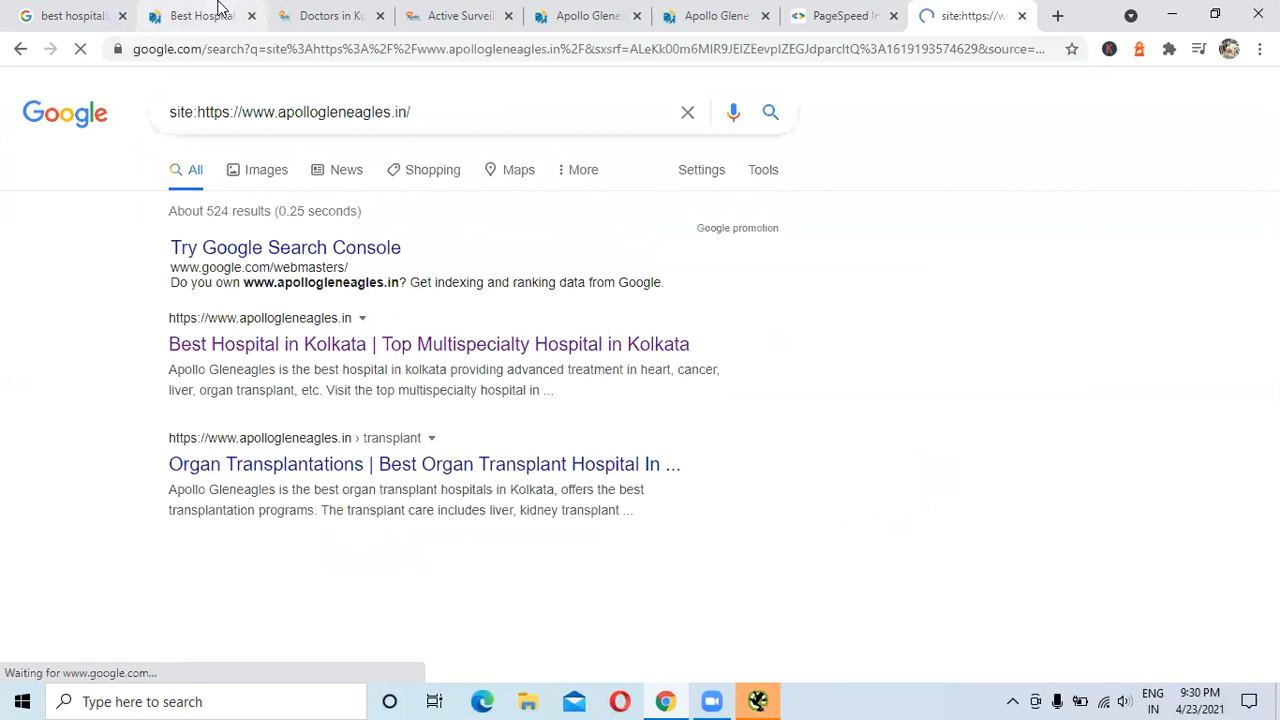 best hospital
Best Hospital
Doctors in Ko
Active Surveil
Apollo Glene
Apollo Glene
PageSpeed In
site:https://w
google.com/search?q=site%3Ahttps%3A%2F%2Fwww.apollogleneagles.in%2F&sxsrf=ALeKk00m6MIR9JEIZEevpIZEGJdparcItQ%3A1619193574629&source=...
Google
site:https://www.apollogleneagles.in/
All
Images
News
Shopping
Maps
More
Settings
Tools
About 524 results (0.25 seconds)
Google promotion
Try Google Search Console
www.google.com/webmasters/
Do you own www.apollogleneagles.in? Get indexing and ranking data from Google.
https://www.apollogleneagles.in
Best Hospital in Kolkata | Top Multispecialty Hospital in Kolkata
Apollo Gleneagles is the best hospital in kolkata providing advanced treatment in heart, cancer,
liver, organ transplant, etc. Visit the top multispecialty hospital in ...
https://www.apollogleneagles.in › transplant
Organ Transplantations | Best Organ Transplant Hospital In ...
Apollo Gleneagles is the best organ transplant hospitals in Kolkata, offers the best
transplantation programs. The transplant care includes liver, kidney transplant ...
Waiting for www.google.com...
Type here to search
ENG
IN
9:30 PM
4/23/2021